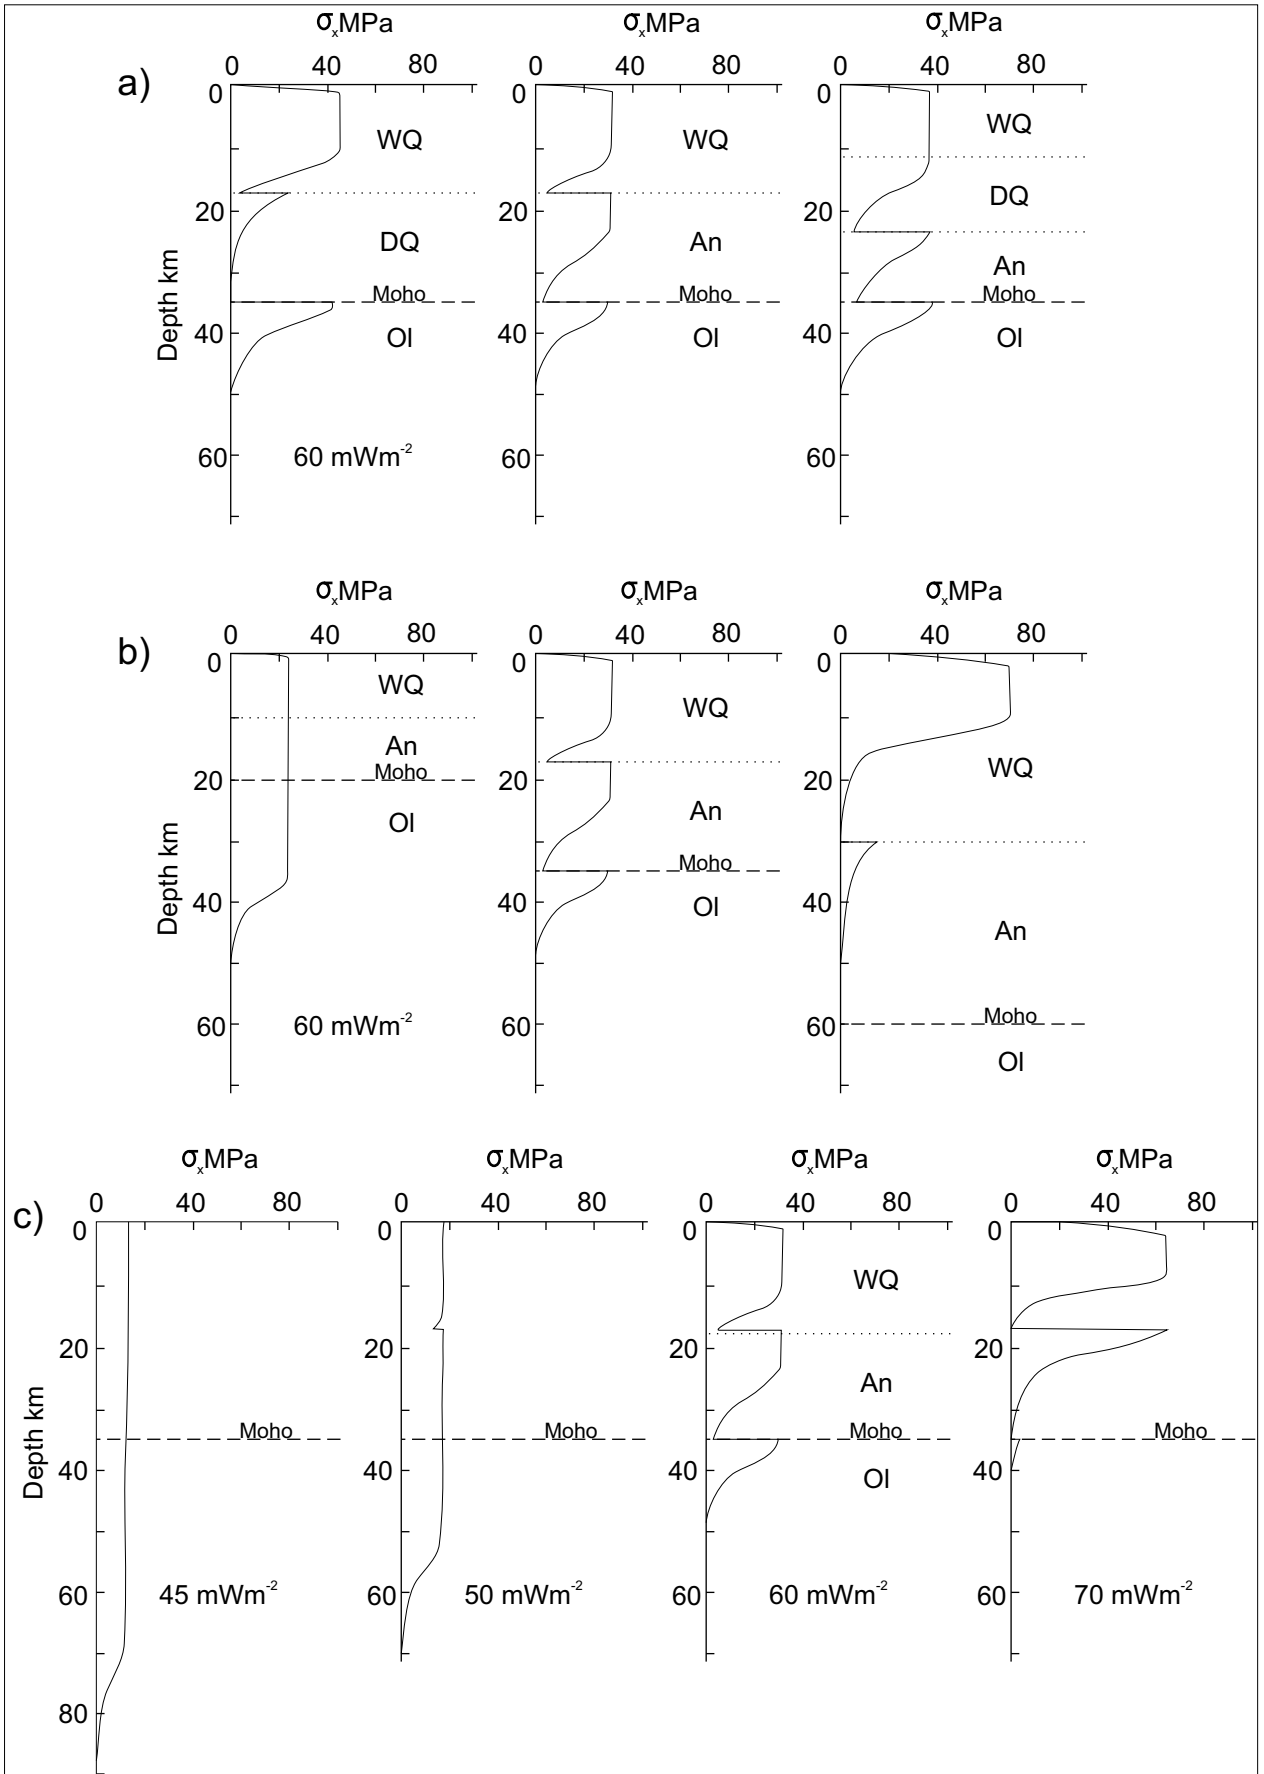 σxMPa σxMPa σxMPa
0 40 80 0 40 80 0 40 80
a)
0 0 0
WQ WQ WQ
DQ
20 20 20
DQ An An
Moho Moho Moho
40 40 40
Ol Ol Ol
Depth km
60 60 mWm-2 60 60
σxMPa σxMPa σxMPa
0 40 80 0 40 80 0 40 80
b)
0 0 0
WQ WQ
An
Moho
20 20 20
WQ
Ol An
Moho
40 40 40
Ol An
Depth km
60 60 mWm-2 60 60
Moho
Ol
σxMPa σxMPa σxMPa σxMPa
0 40 80 0 40 80 0 40 80 0 40 80
c)
0 0 0 0
WQ
20 20 20 20
An
Moho Moho Moho Moho
40 40 40 40
Ol
Depth km
60 45 mWm-2 60 50 mWm-2 60 60 mWm-2 60 70 mWm-2
80